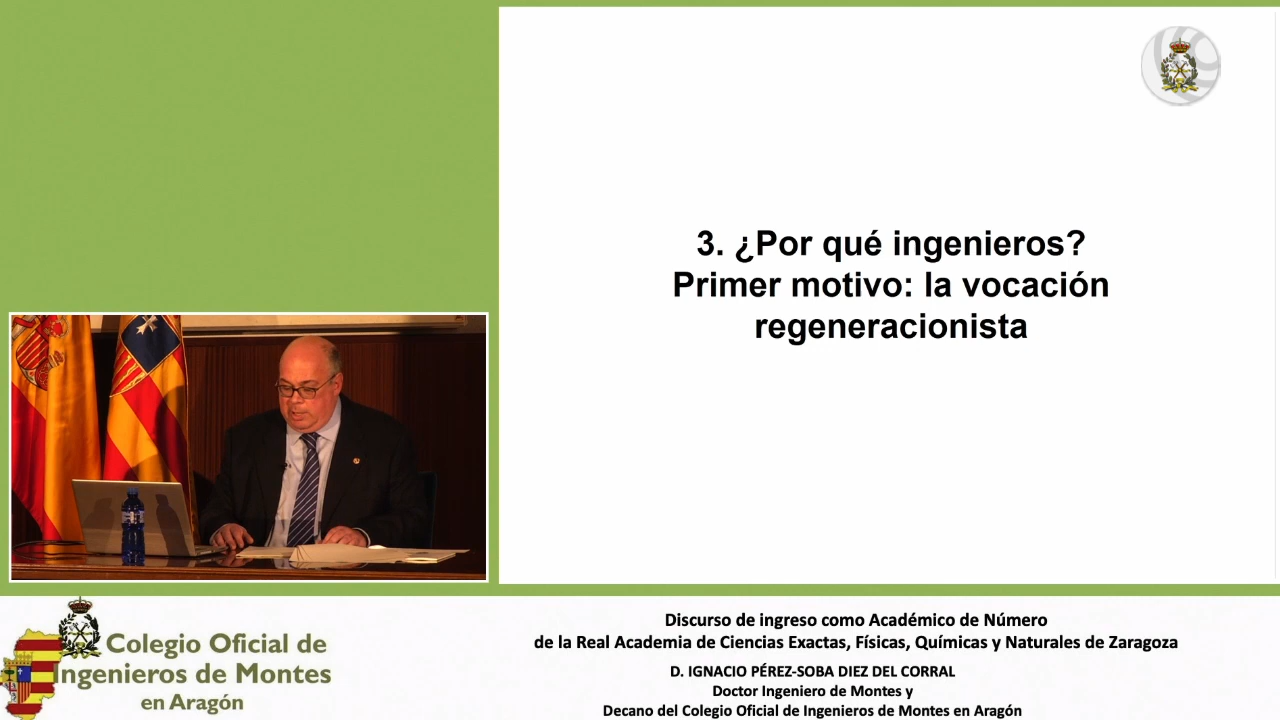 3. ¿Por qué ingenieros?
Primer motivo: la vocación
regeneracionista
Colegio Oficial de
Ingenieros de Montes
en Aragón
Discurso de ingreso como Académico de Número
de la Real Academia de Ciencias Exactas, Físicas, Químicas y Naturales de Zaragoza
D. IGNACIO PÉREZ-SOBA DIEZ DEL CORRAL
Doctor Ingeniero de Montes y
Decano del Colegio Oficial de Ingenieros de Montes en Aragón